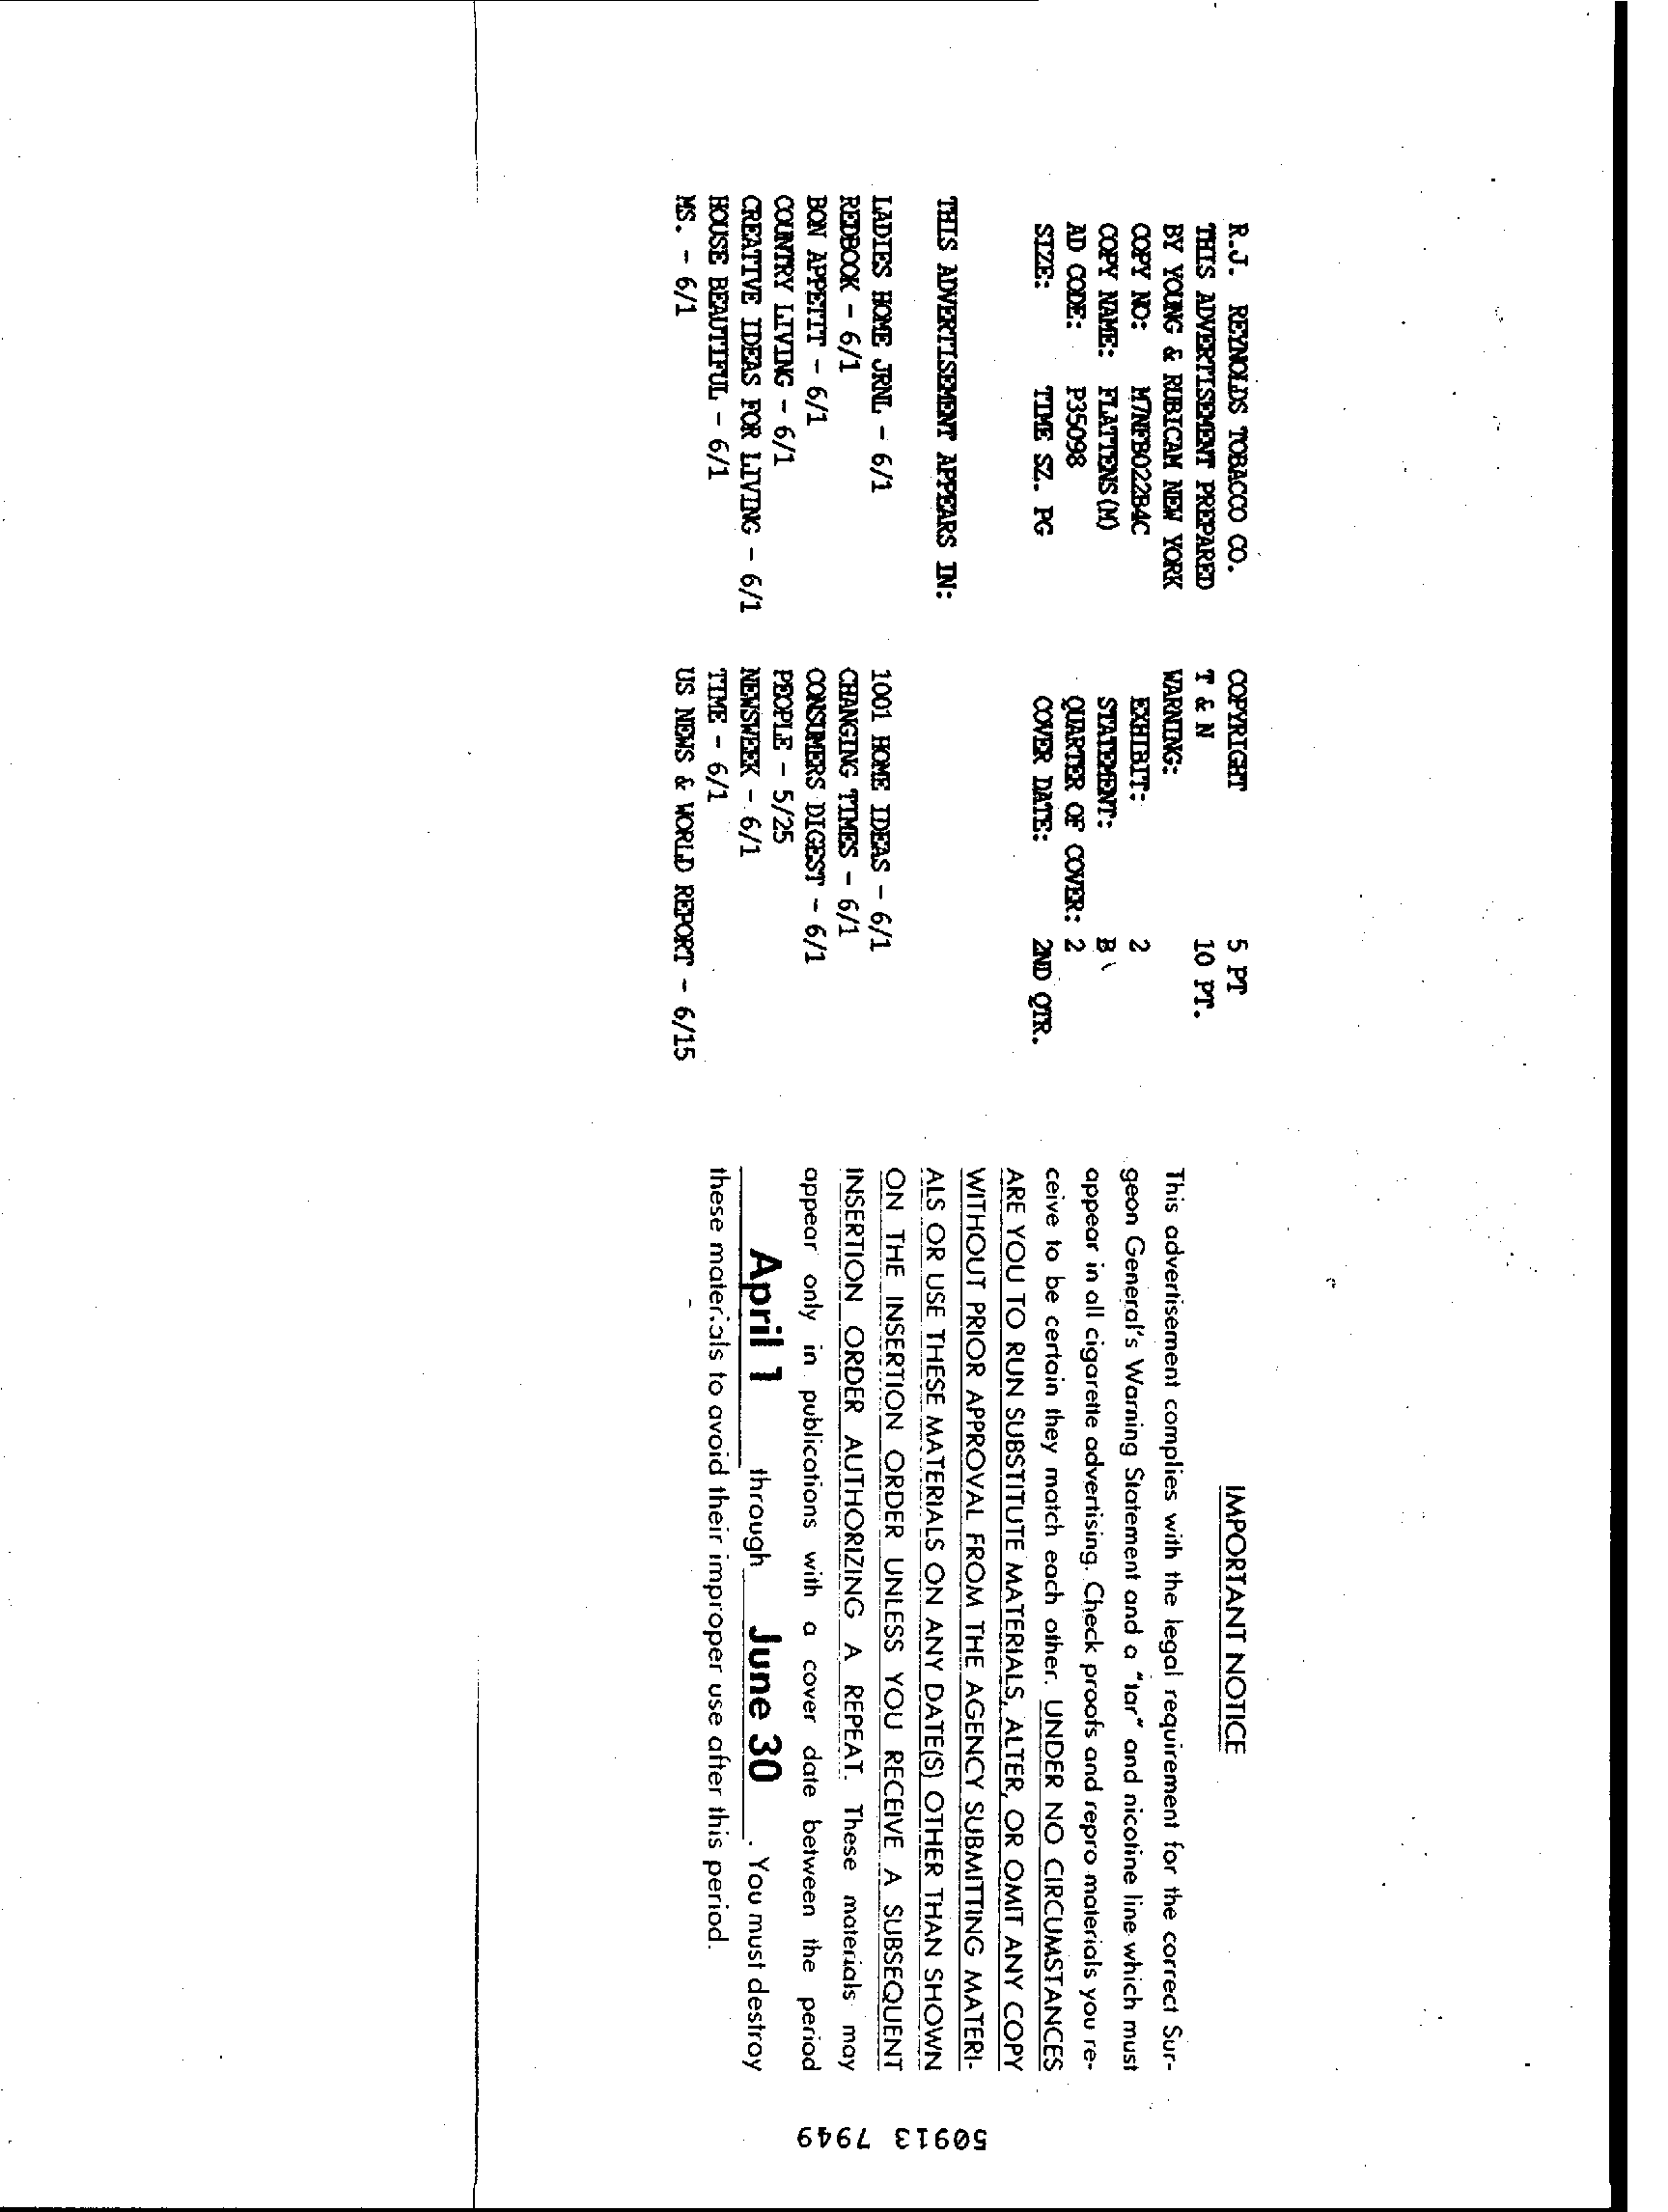 R.J. REYNOLDS TOBACCO CO.
THIS ADVERTISEMENT PREPARED
BY YOUNG & RUBICAM NEW YORK
COPY NO: M7NFB022B4C
COPY NAME: FLATTENS(M)
AD CODE: P35098
SIZE: TIME SZ. PG
COPYRIGHT 5 PT
T & N 10 PT.
WARNING:
EXHIBIT: 2
STATEMENT: B
QUARTER OF COVER: 2
COVER DATE: 2ND QTR.
THIS ADVERTISEMENT APPEARS IN:
LADIES HOME JRNL - 6/1
REDBOOK - 6/1
BON APPETIT - 6/1
COUNTRY LIVING - 6/1
CREATIVE IDEAS FOR LIVING - 6/1
HOUSE BEAUTIFUL - 6/1
MS. - 6/1
1001 HOME IDEAS - 6/1
CHANGING TIMES - 6/1
CONSUMERS DIGEST - 6/1
PEOPLE - 5/25
NEWSWEEK - 6/1
TIME - 6/1
US NEWS & WORLD REPORT - 6/15
IMPORTANT NOTICE
This advertisement complies with the legal requirement for the correct Sur-
geon General's Warning Statement and a "tar" and nicotine line which must
appear in all cigarette advertising. Check proofs and repro materials you re-
ceive to be certain they match each other. UNDER NO CIRCUMSTANCES
ARE YOU TO RUN SUBSTITUTE MATERIALS, ALTER, OR OMIT ANY COPY
WITHOUT PRIOR APPROVAL FROM THE AGENCY SUBMITTING MATERI-
ALS OR USE THESE MATERIALS ON ANY DATE(S) OTHER THAN SHOWN
ON THE INSERTION ORDER UNLESS YOU RECEIVE A SUBSEQUENT
INSERTION ORDER AUTHORIZING A REPEAT. These materials may
appear only in publications with a cover date between the period
April 1 through June 30. You must destroy
these materials to avoid their improper use after this period.
50913 7949